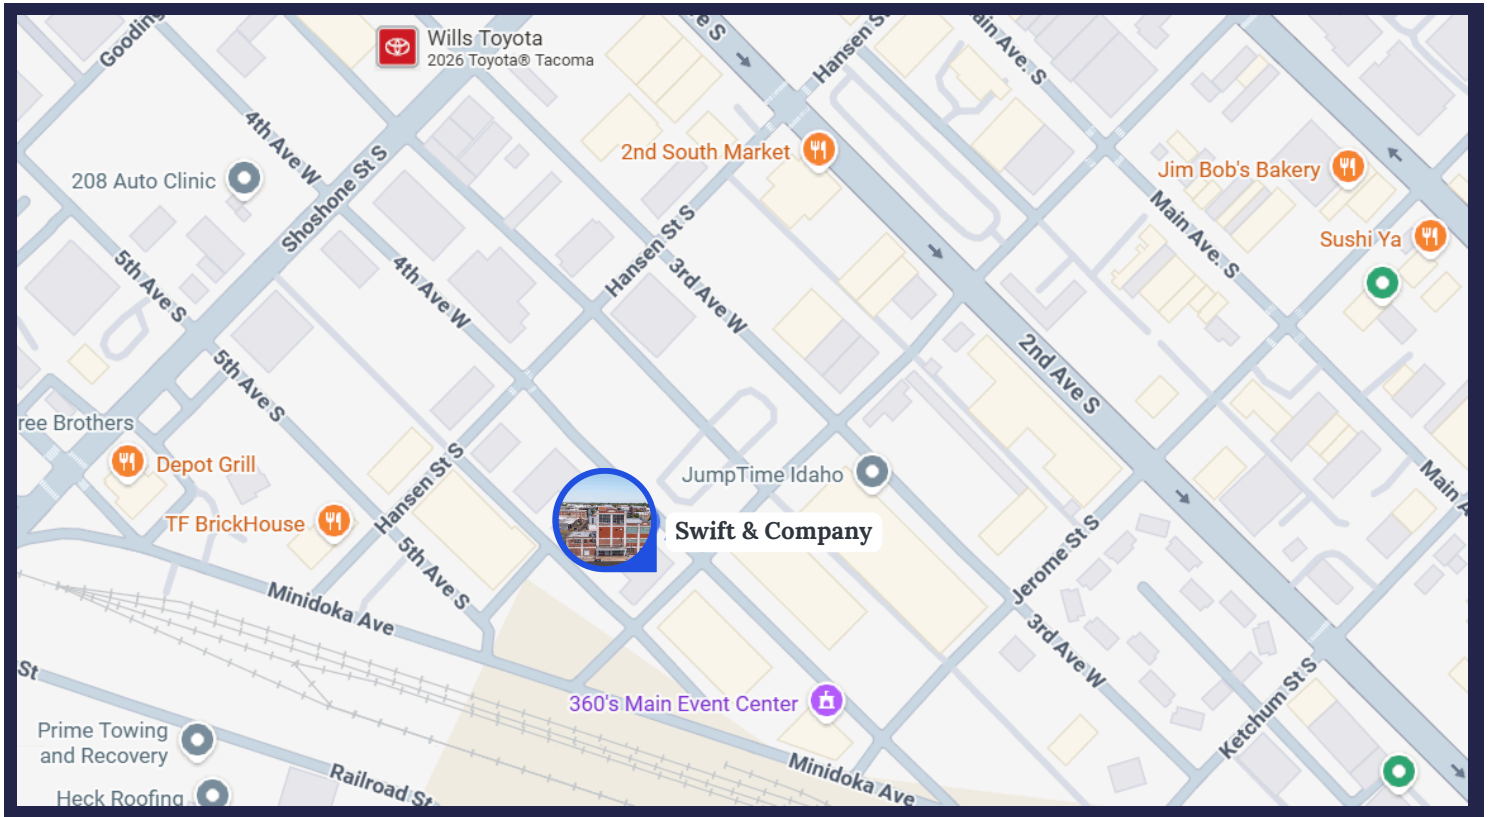 Gooding
Wills Toyota
2026 Toyota® Tacoma
ve S
Hansen St
ain Ave. S
4th Ave W
2nd South Market
Jim Bob's Bakery
208 Auto Clinic
Shoshone St S
Main Ave. S
Sushi Ya
Hansen St S
5th Ave S
4th Ave W
3rd Ave W
2nd Ave S
5th Ave S
ree Brothers
Depot Grill
Hansen St S
JumpTime Idaho
Main A
TF BrickHouse
Swift & Company
5th Ave S
Jerome St S
Minidoka Ave
3rd Ave W
St
360's Main Event Center
Ketchum St S
Prime Towing
and Recovery
Minidoka Ave
Railroad St
Heck Roofing